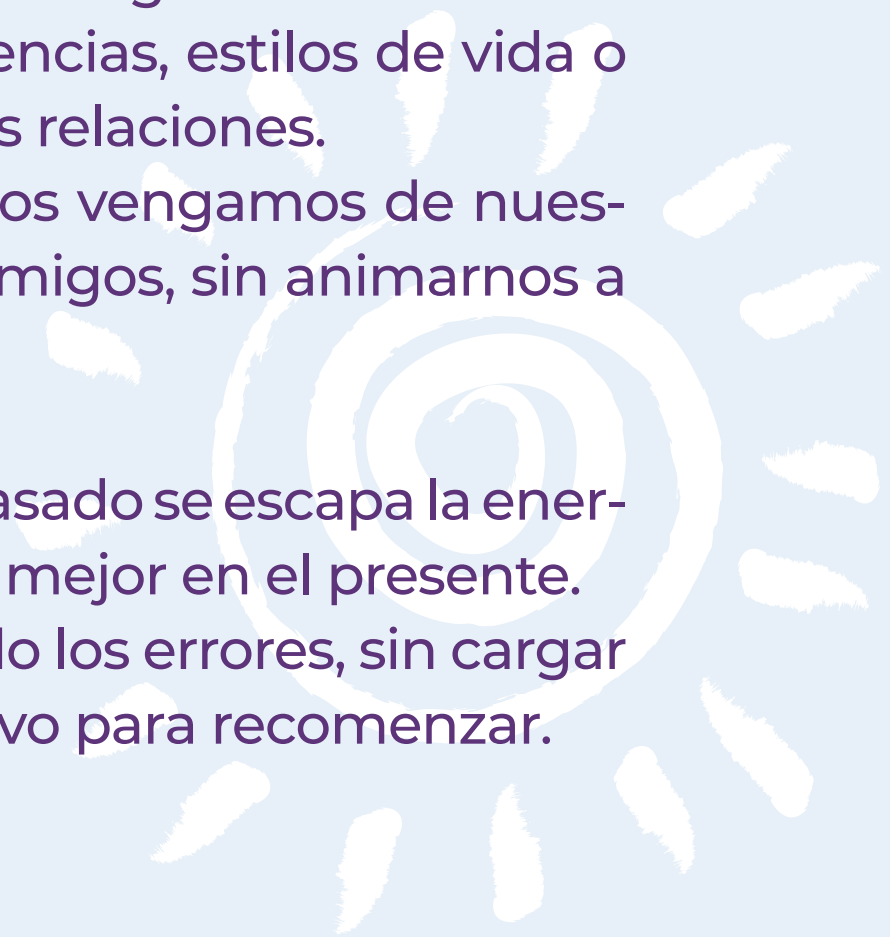 encias, estilos de vida o
s relaciones.
os vengamos de nues-
migos, sin animarnos a
asado se escapa la ener-
mejor en el presente.
lo los errores, sin cargar
vo para recomenzar.